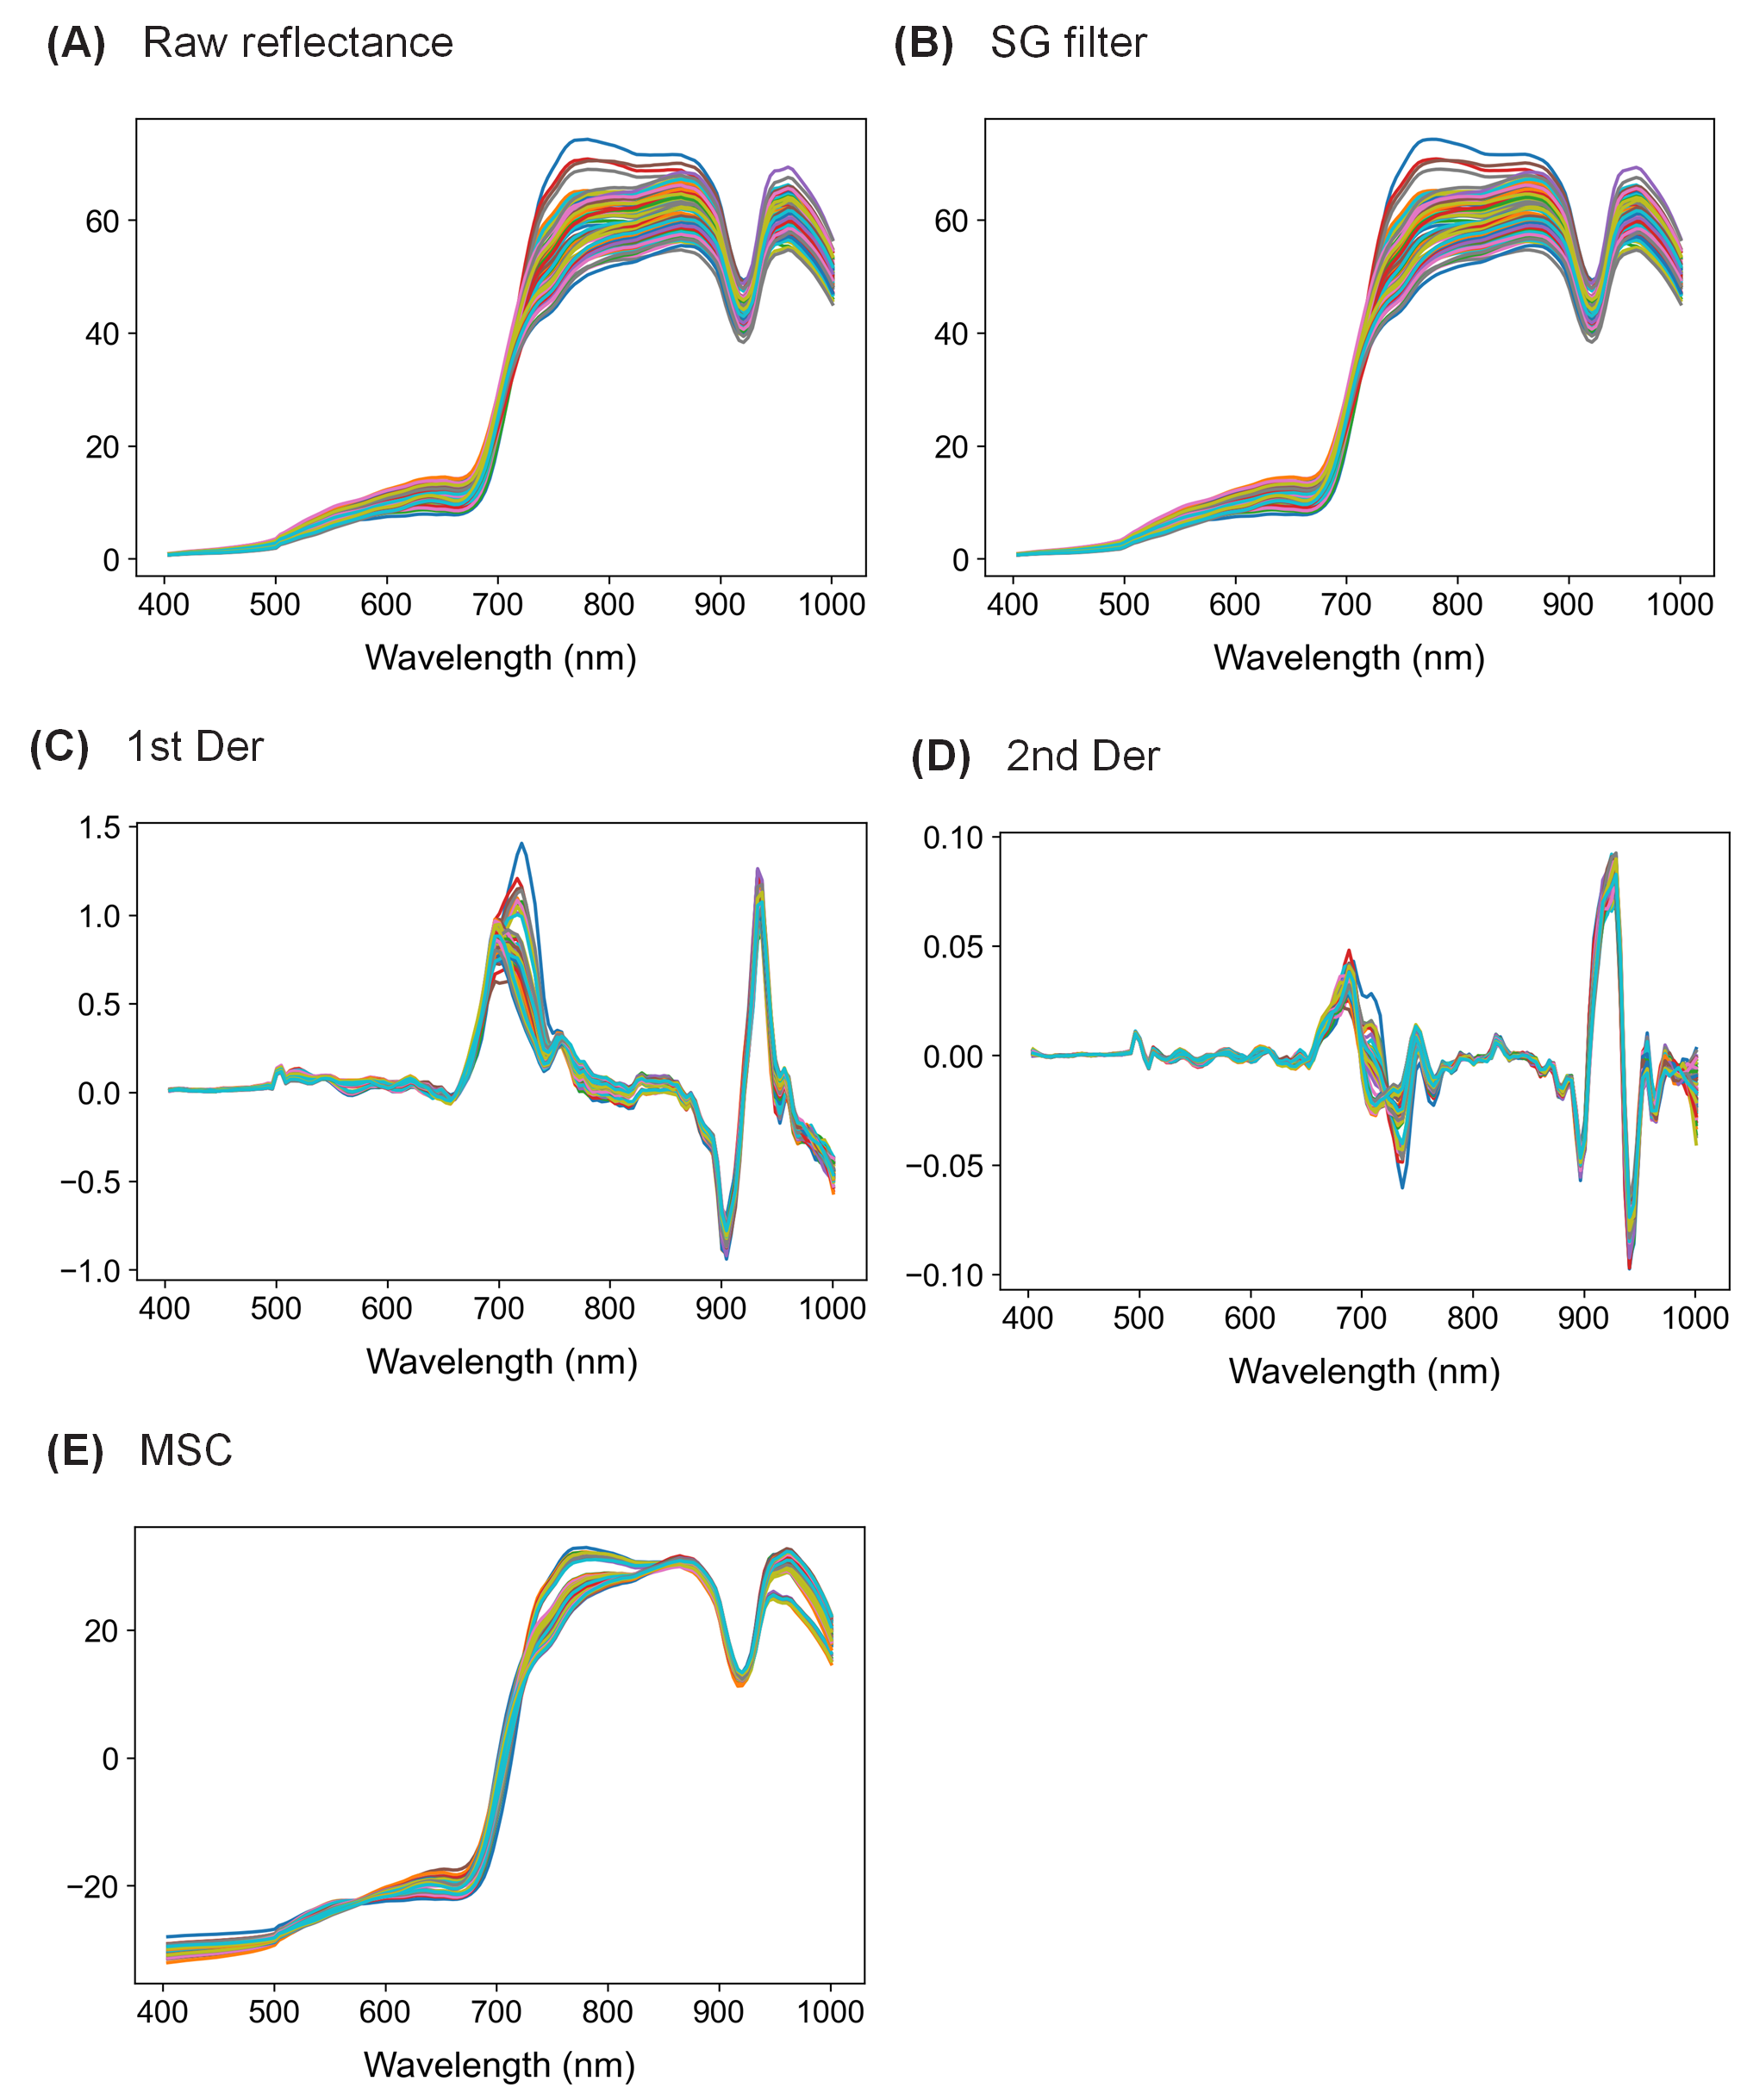 (A) Raw reflectance
(B) SG filter
60
40
20
0
400 500 600 700 800 900 1000
Wavelength (nm)
60
40
20
0
400 500 600 700 800 900 1000
Wavelength (nm)
(C) 1st Der
(D) 2nd Der
1.5
1.0
0.5
0.0
−0.5
−1.0
400 500 600 700 800 900 1000
Wavelength (nm)
0.10
0.05
0.00
−0.05
−0.10
400 500 600 700 800 900 1000
Wavelength (nm)
(E) MSC
20
0
−20
400 500 600 700 800 900 1000
Wavelength (nm)